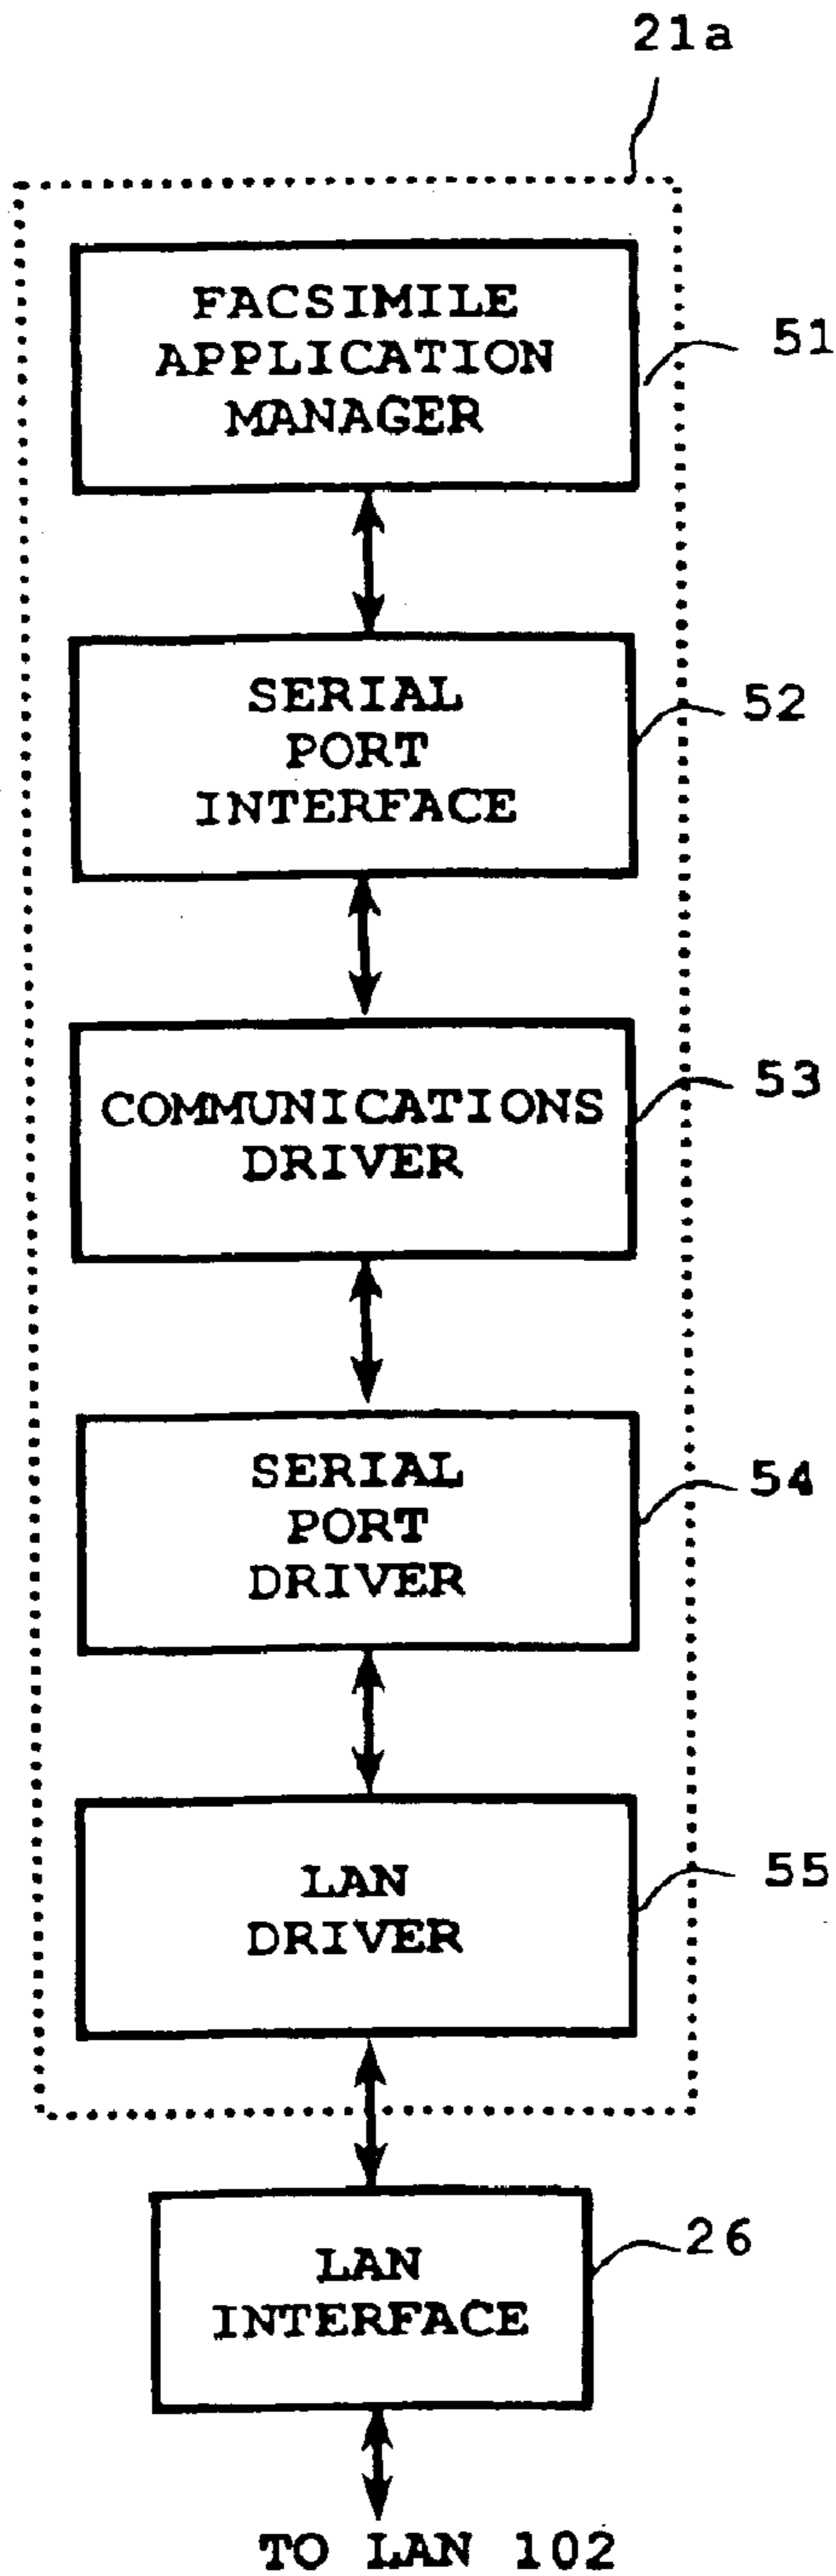 21a
FACSIMILE
APPLICATION
MANAGER
51
SERIAL
PORT
INTERFACE
52
COMMUNICATIONS
DRIVER
53
SERIAL
PORT
DRIVER
54
LAN
DRIVER
55
LAN
INTERFACE
26
TO LAN 102